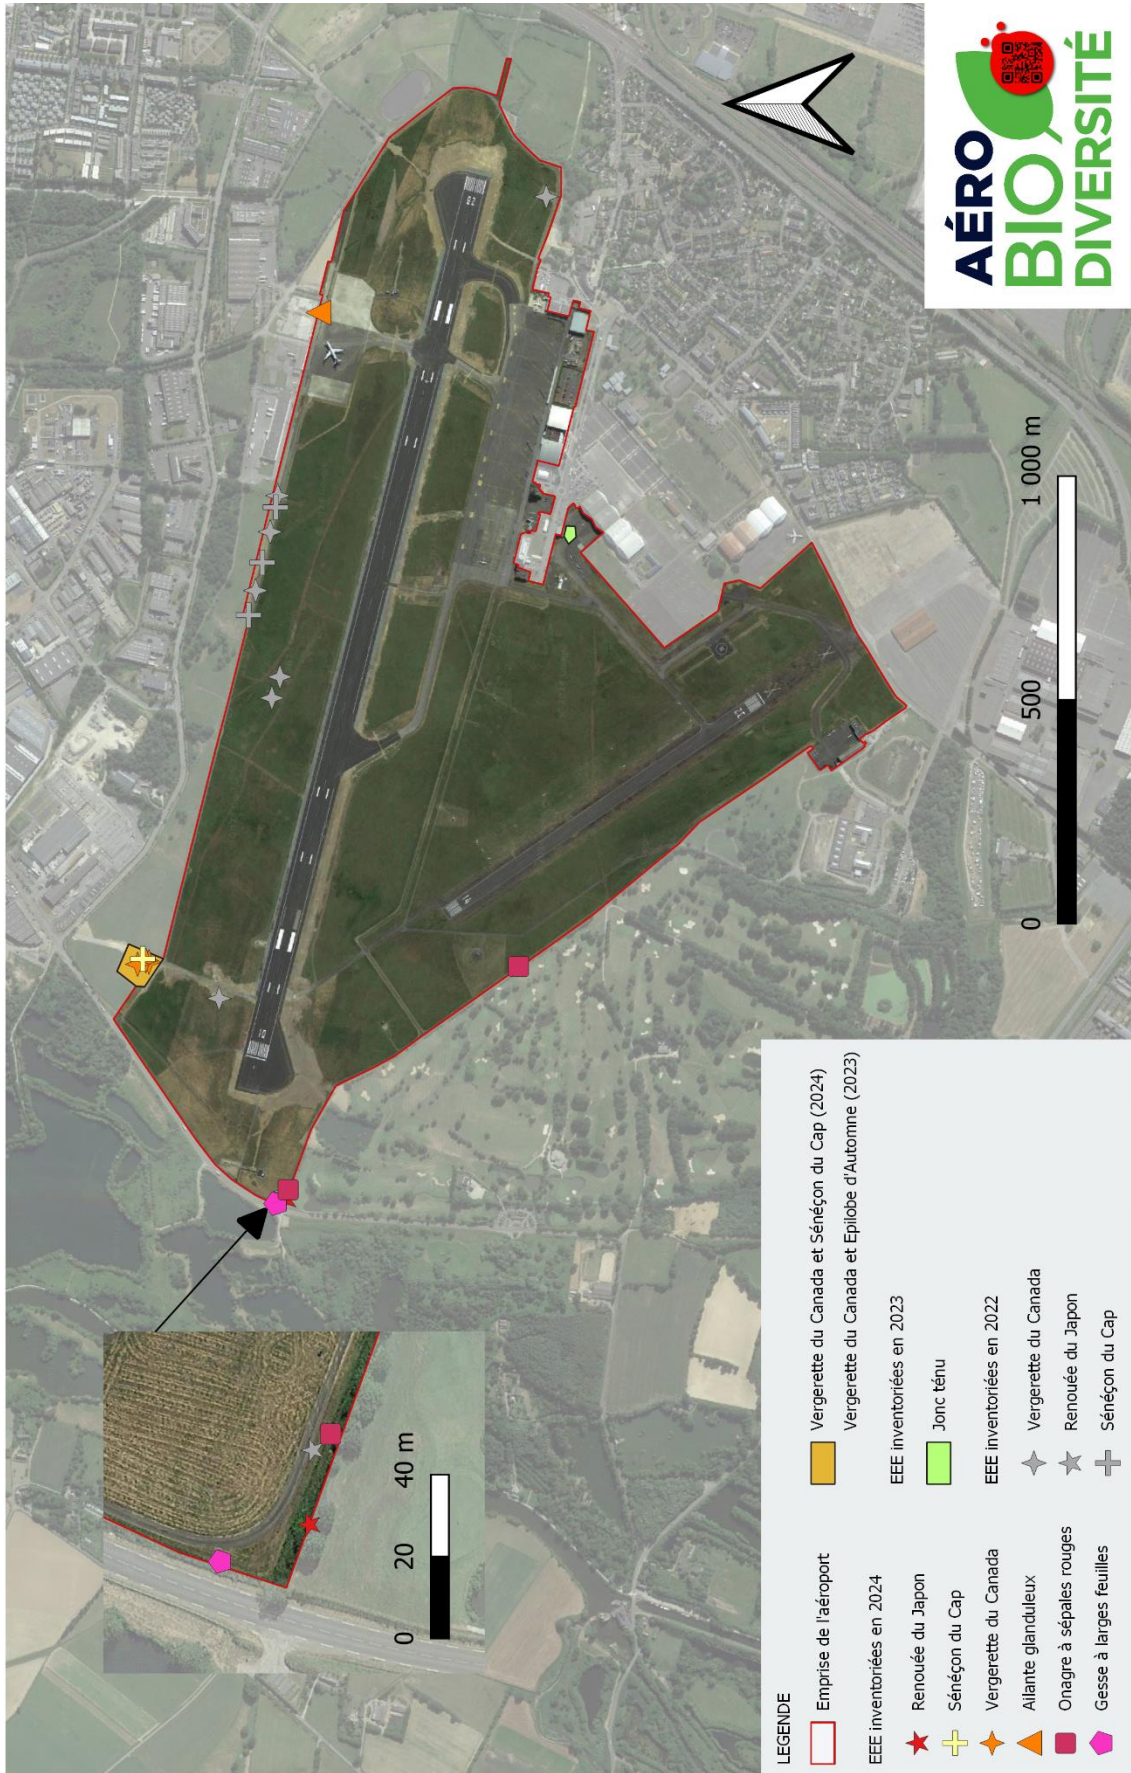 AÉRO
BIO
DIVERSITÉ
0 20 40 m
0 500 1 000 m
LEGENDE
Emprise de l'aéroport
EEE inventoriées en 2024
Renouée du Japon
Sénéçon du Cap
Vergerette du Canada
Ailante glanduleux
Onagre à sépales rouges
Gesse à larges feuilles
Vergerette du Canada et Sénéçon du Cap (2024)
Vergerette du Canada et Epilobe d'Automne (2023)
EEE inventoriées en 2023
Jonc ténu
EEE inventoriées en 2022
Vergerette du Canada
Renouée du Japon
Sénéçon du Cap